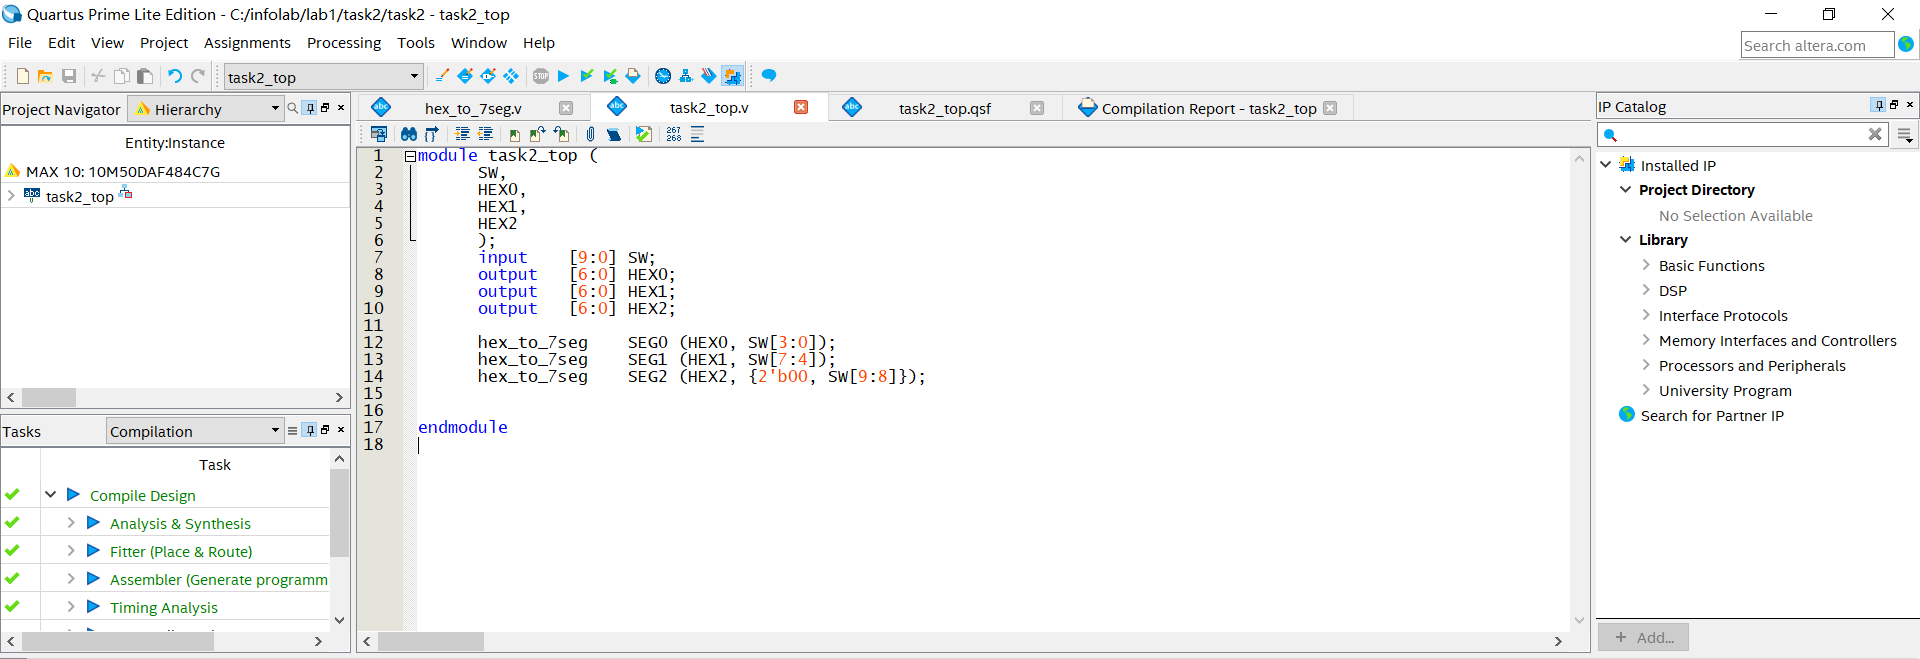 Quartus Prime Lite Edition - C:/infolab/lab1/task2/task2 - task2_top
File Edit View Project Assignments Processing Tools Window Help
Search altera.com
task2_top
STOP
Project Navigator Hierarchy
Entity:Instance
MAX 10: 10M50DAF484C7G
abc task2_top
Tasks Compilation
Task
Compile Design
Analysis & Synthesis
Fitter (Place & Route)
Assembler (Generate programm
Timing Analysis
abc hex_to_7seg.v abc task2_top.v abc task2_top.qsf Compilation Report - task2_top
267
268
1 module task2_top (
2 SW,
3 HEX0,
4 HEX1,
5 HEX2
6 );
7 input [9:0] SW;
8 output [6:0] HEX0;
9 output [6:0] HEX1;
10 output [6:0] HEX2;
11
12 hex_to_7seg SEG0 (HEX0, SW[3:0]);
13 hex_to_7seg SEG1 (HEX1, SW[7:4]);
14 hex_to_7seg SEG2 (HEX2, {2'b00, SW[9:8]});
15
16
17 endmodule
18
IP Catalog
Installed IP
Project Directory
No Selection Available
Library
Basic Functions
DSP
Interface Protocols
Memory Interfaces and Controllers
Processors and Peripherals
University Program
Search for Partner IP
+ Add...